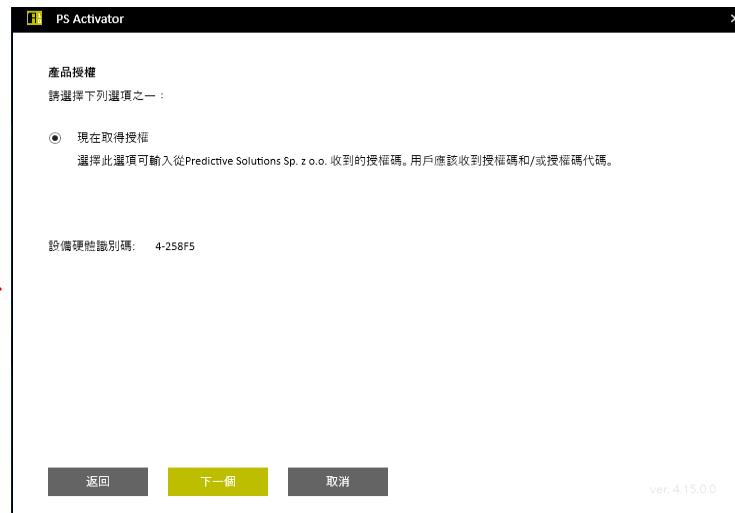 PS Activator
產品授權
請選擇下列選項之一：
現在取得授權
選擇此選項可輸入從Predictive Solutions Sp. z o.o. 收到的授權碼。用戶應該收到授權碼和/或授權碼代碼。
設備硬體識別碼: 4-258F5
返回 下一個 取消
ver. 4.15.0.0